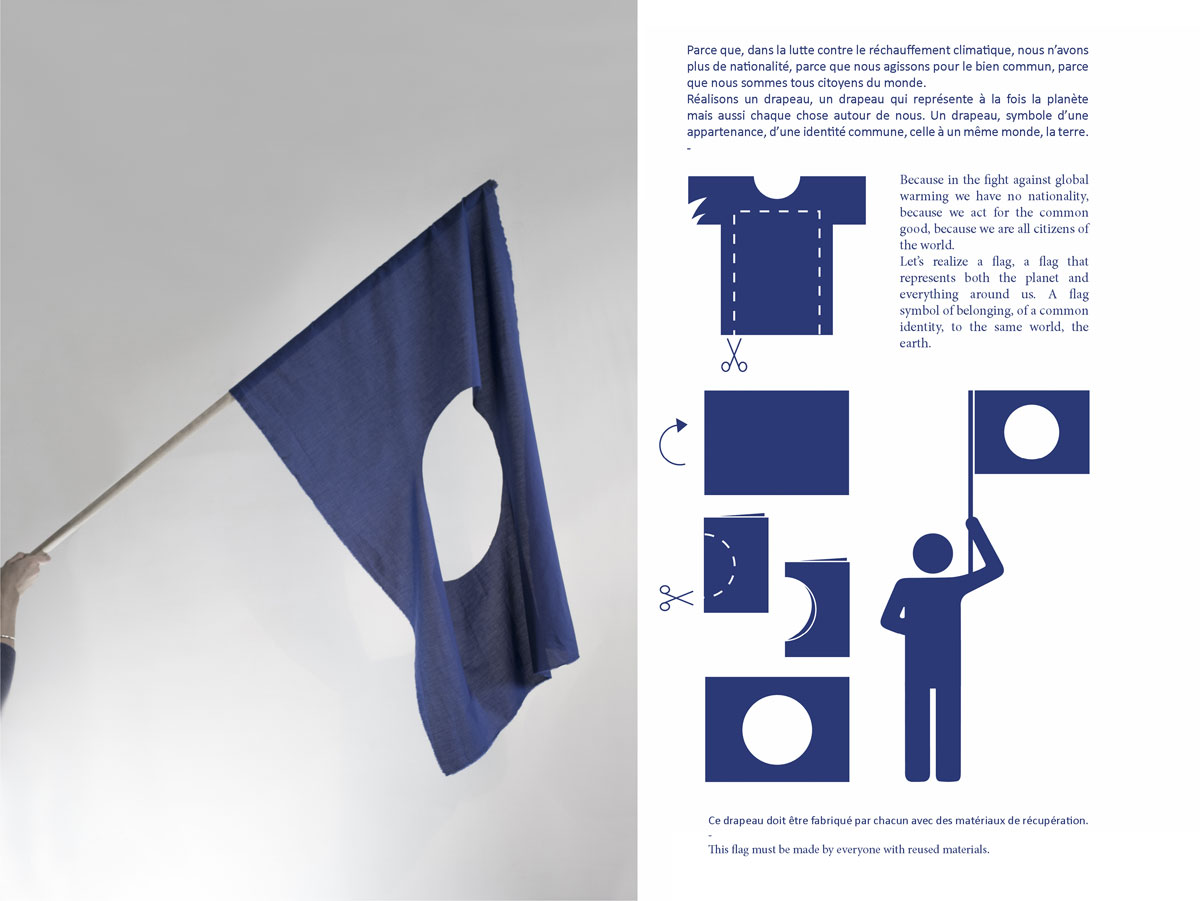 Parce que, dans la lutte contre le réchauffement climatique, nous n’avons
plus de nationalité, parce que nous agissons pour le bien commun, parce
que nous sommes tous citoyens du monde.
Réalisons un drapeau, un drapeau qui représente à la fois la planète
mais aussi chaque chose autour de nous. Un drapeau, symbole d’une
appartenance, d’une identité commune, celle à un même monde, la terre.
-
Because in the fight against global
warming we have no nationality,
because we act for the common
good, because we are all citizens of
the world.
Let’s realize a flag, a flag that
represents both the planet and
everything around us. A flag
symbol of belonging, of a common
identity, to the same world, the
earth.
Ce drapeau doit être fabriqué par chacun avec des matériaux de récupération.
-
This flag must be made by everyone with reused materials.